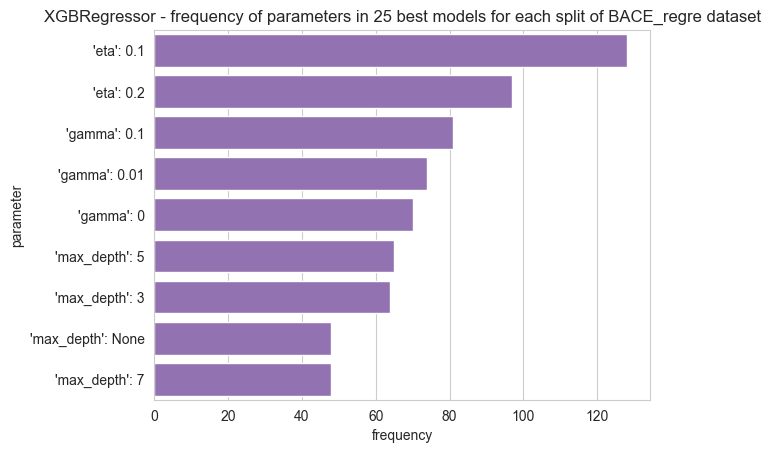 XGBRegressor - frequency of parameters in 25 best models for each split of BACE_regre dataset
parameter
'eta': 0.1
'eta': 0.2
'gamma': 0.1
'gamma': 0.01
'gamma': 0
'max_depth': 5
'max_depth': 3
'max_depth': None
'max_depth': 7
0 20 40 60 80 100 120
frequency